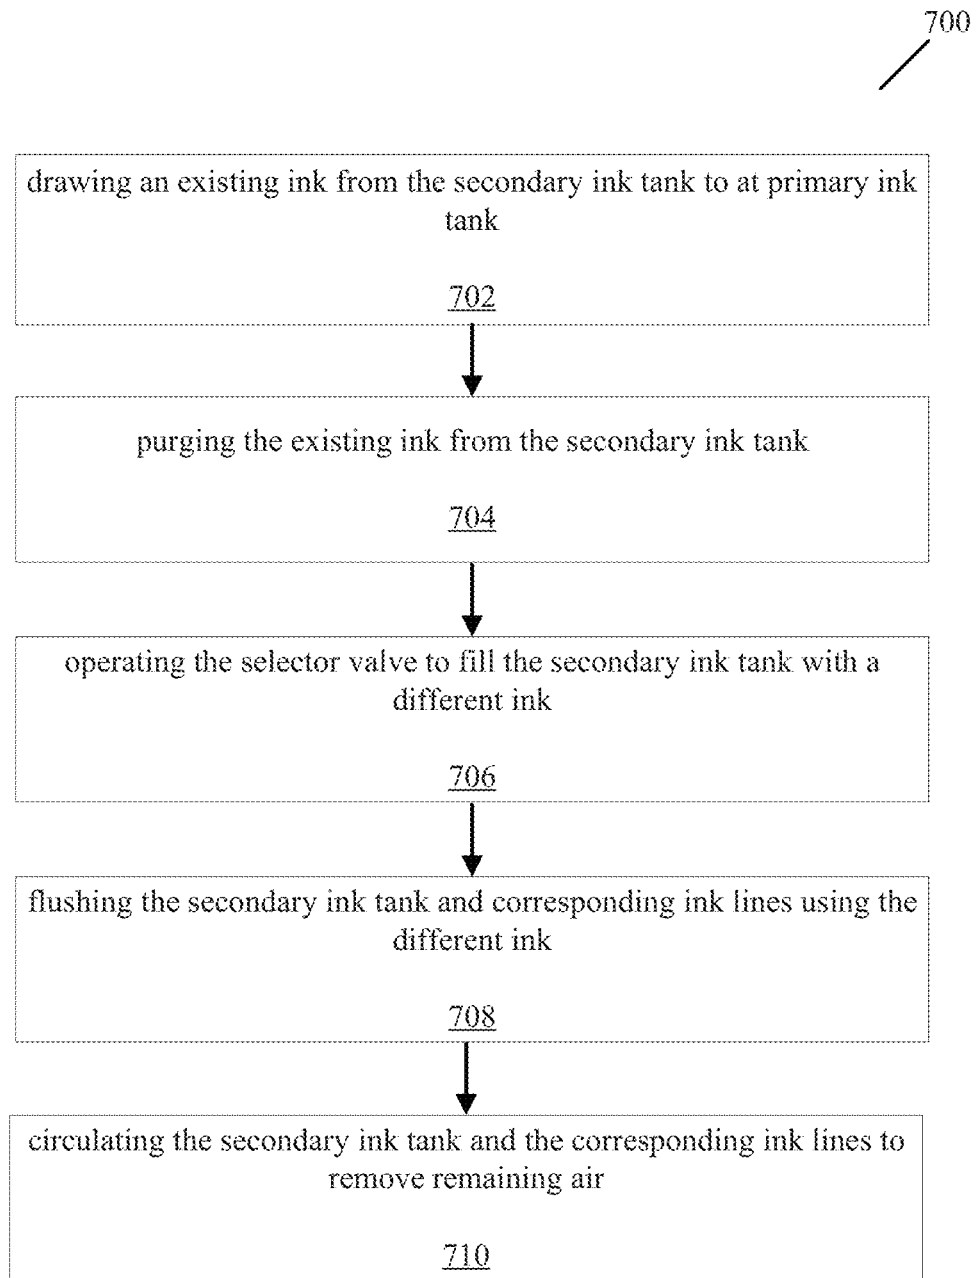 700
drawing an existing ink from the secondary ink tank to at primary ink
tank
702
purging the existing ink from the secondary ink tank
704
operating the selector valve to fill the secondary ink tank with a
different ink
706
flushing the secondary ink tank and corresponding ink lines using the
different ink
708
circulating the secondary ink tank and the corresponding ink lines to
remove remaining air
710